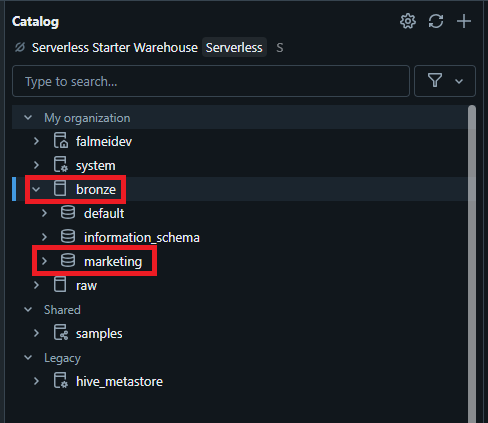 Catalog
Serverless Starter Warehouse Serverless S
Type to search...
My organization
falmeidev
system
bronze
default
information_schema
marketing
raw
Shared
samples
Legacy
hive_metastore